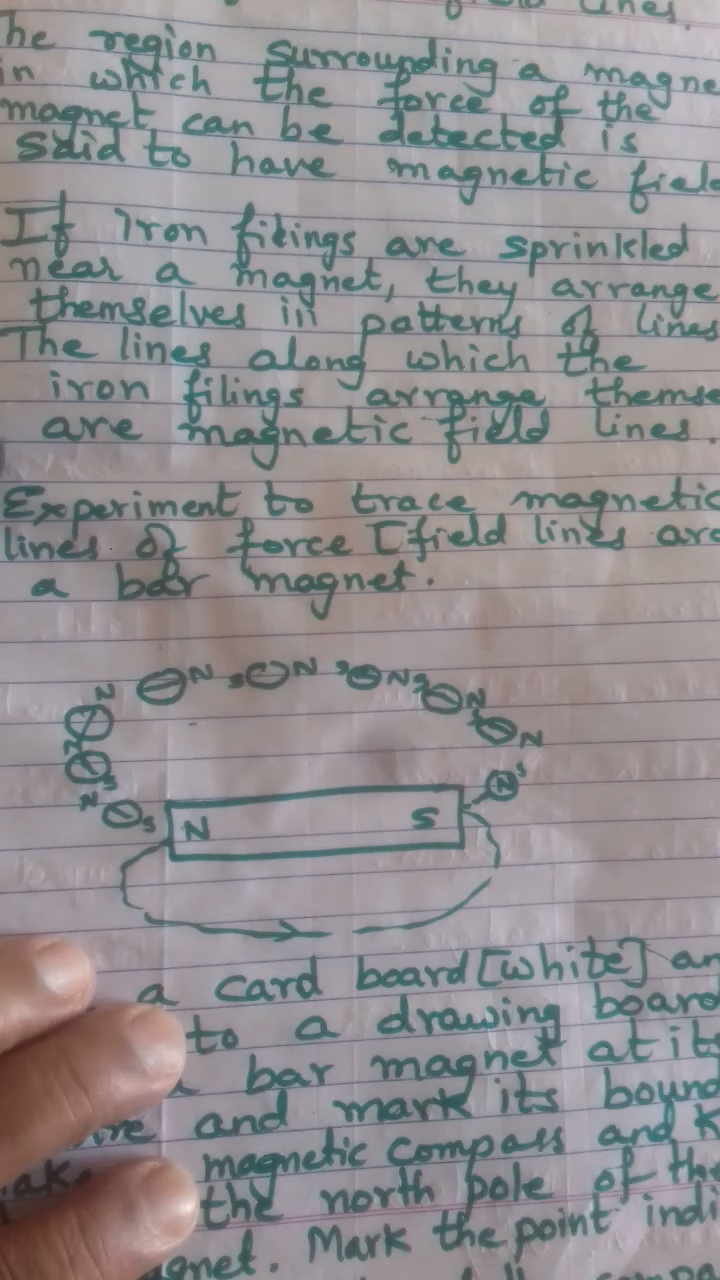 lines.
The region surrounding a magne
in which the force of the
magnet can be detected is
said to have magnetic field
If iron filings are sprinkled
near a magnet, they arrange
themselves in patterns of lines
The lines along which the
iron filings arrange themse
are magnetic field lines.
Experiment to trace magnetic
lines of force [field lines aro
a bar magnet.
N N S N S N S N
N S N
N S
N S N S
a card board [white] an
to a drawing board
bar magnet at its
and mark its bound
magnetic compass and k
the north pole of the
gnet. Mark the point indi